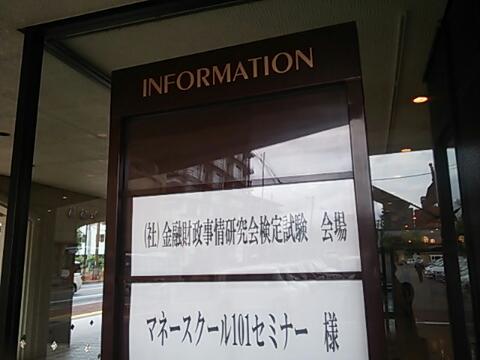 INFORMATION
(社)金融財政事情研究会検定試験 会場
マネースクール101セミナー 様